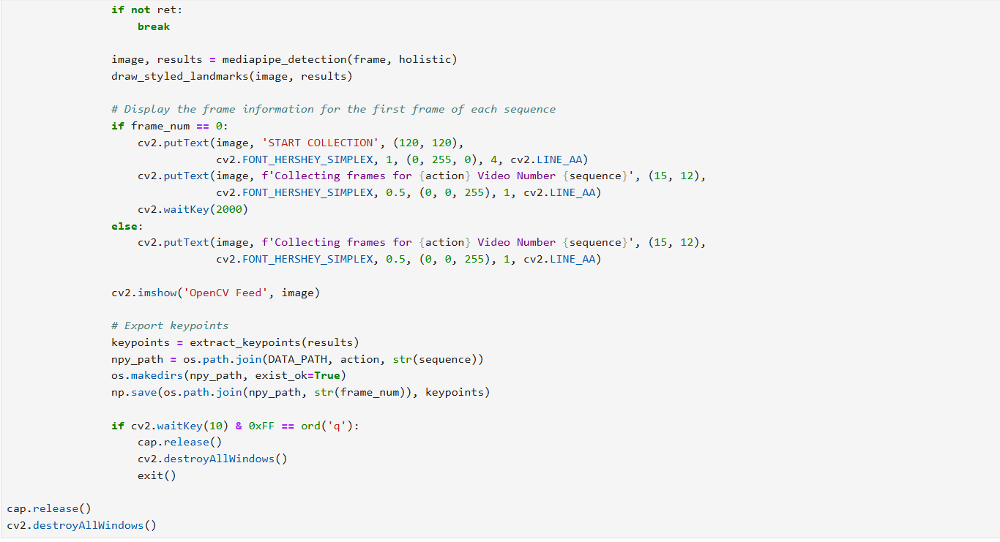 if not ret:
break
image, results = mediapipe_detection(frame, holistic)
draw_styled_landmarks(image, results)
# Display the frame information for the first frame of each sequence
if frame_num == 0:
cv2.putText(image, 'START COLLECTION', (120, 120),
cv2.FONT_HERSHEY_SIMPLEX, 1, (0, 255, 0), 4, cv2.LINE_AA)
cv2.putText(image, f'Collecting frames for {action} Video Number {sequence}', (15, 12),
cv2.FONT_HERSHEY_SIMPLEX, 0.5, (0, 0, 255), 1, cv2.LINE_AA)
cv2.waitKey(2000)
else:
cv2.putText(image, f'Collecting frames for {action} Video Number {sequence}', (15, 12),
cv2.FONT_HERSHEY_SIMPLEX, 0.5, (0, 0, 255), 1, cv2.LINE_AA)
cv2.imshow('OpenCV Feed', image)
# Export keypoints
keypoints = extract_keypoints(results)
npy_path = os.path.join(DATA_PATH, action, str(sequence))
os.makedirs(npy_path, exist_ok=True)
np.save(os.path.join(npy_path, str(frame_num)), keypoints)
if cv2.waitKey(10) & 0xFF == ord('q'):
cap.release()
cv2.destroyAllWindows()
exit()
cap.release()
cv2.destroyAllWindows()